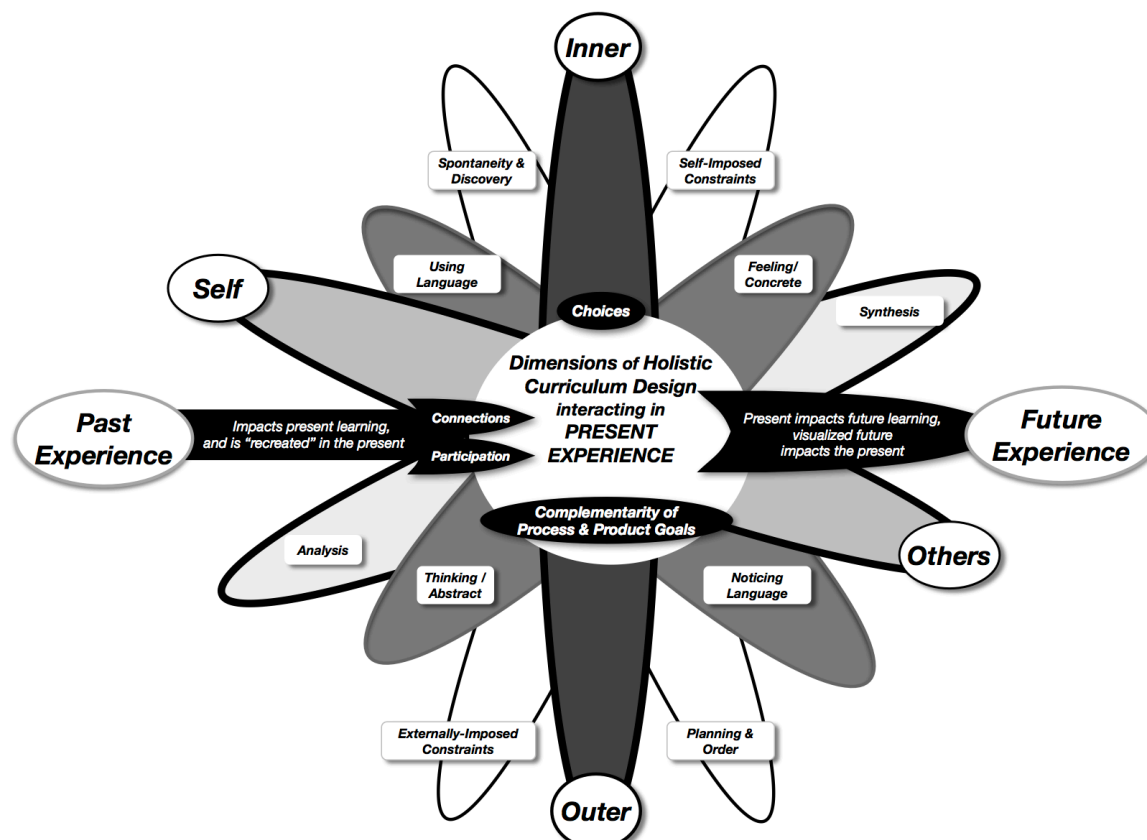 Inner
Spontaneity &
Discovery
Self-Imposed
Constraints
Using
Language
Feeling/
Concrete
Self
Choices
Synthesis
Dimensions of Holistic
Curriculum Design
interacting in
PRESENT
EXPERIENCE
Past
Experience
Impacts present learning,
and is “recreated” in the present
Connections
Participation
Present impacts future learning,
visualized future
impacts the present
Future
Experience
Complementarity of
Process & Product Goals
Analysis
Others
Thinking /
Abstract
Noticing
Language
Externally-Imposed
Constraints
Planning &
Order
Outer